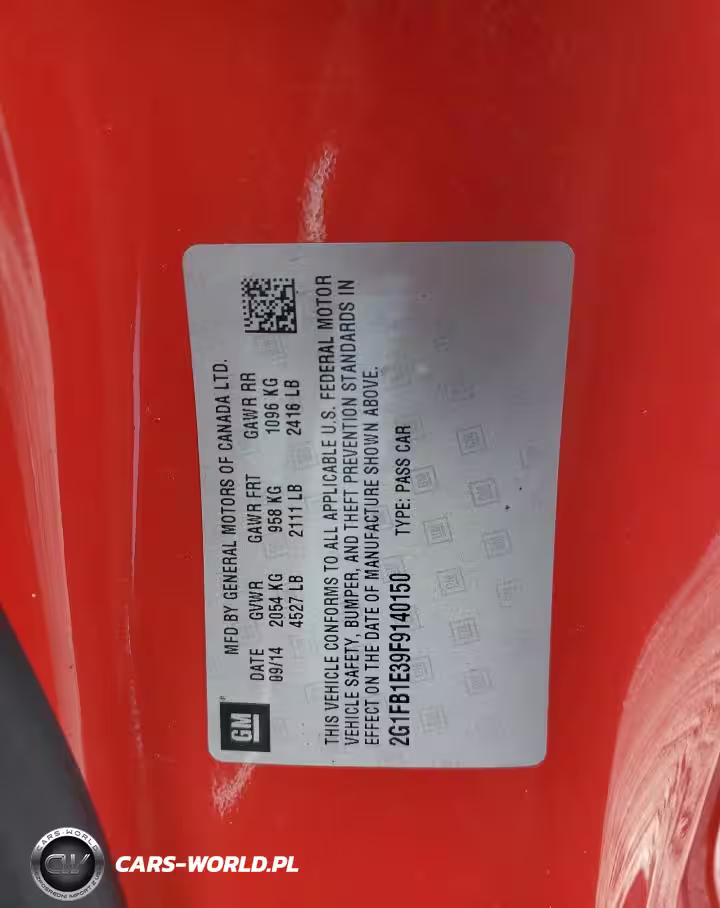 MFD BY GENERAL MOTORS OF CANADA LTD.
DATE GVWR GAWR FRT GAWR RR
09/14 2054 KG 958 KG 1096 KG
4527 LB 2111 LB 2416 LB
THIS VEHICLE CONFORMS TO ALL APPLICABLE U.S. FEDERAL MOTOR
VEHICLE SAFETY, BUMPER, AND THEFT PREVENTION STANDARDS IN
EFFECT ON THE DATE OF MANUFACTURE SHOWN ABOVE.
2G1FB1E39F9140150 TYPE: PASS CAR
GM
CARS-WORLD
CW
CARS-WORLD.PL